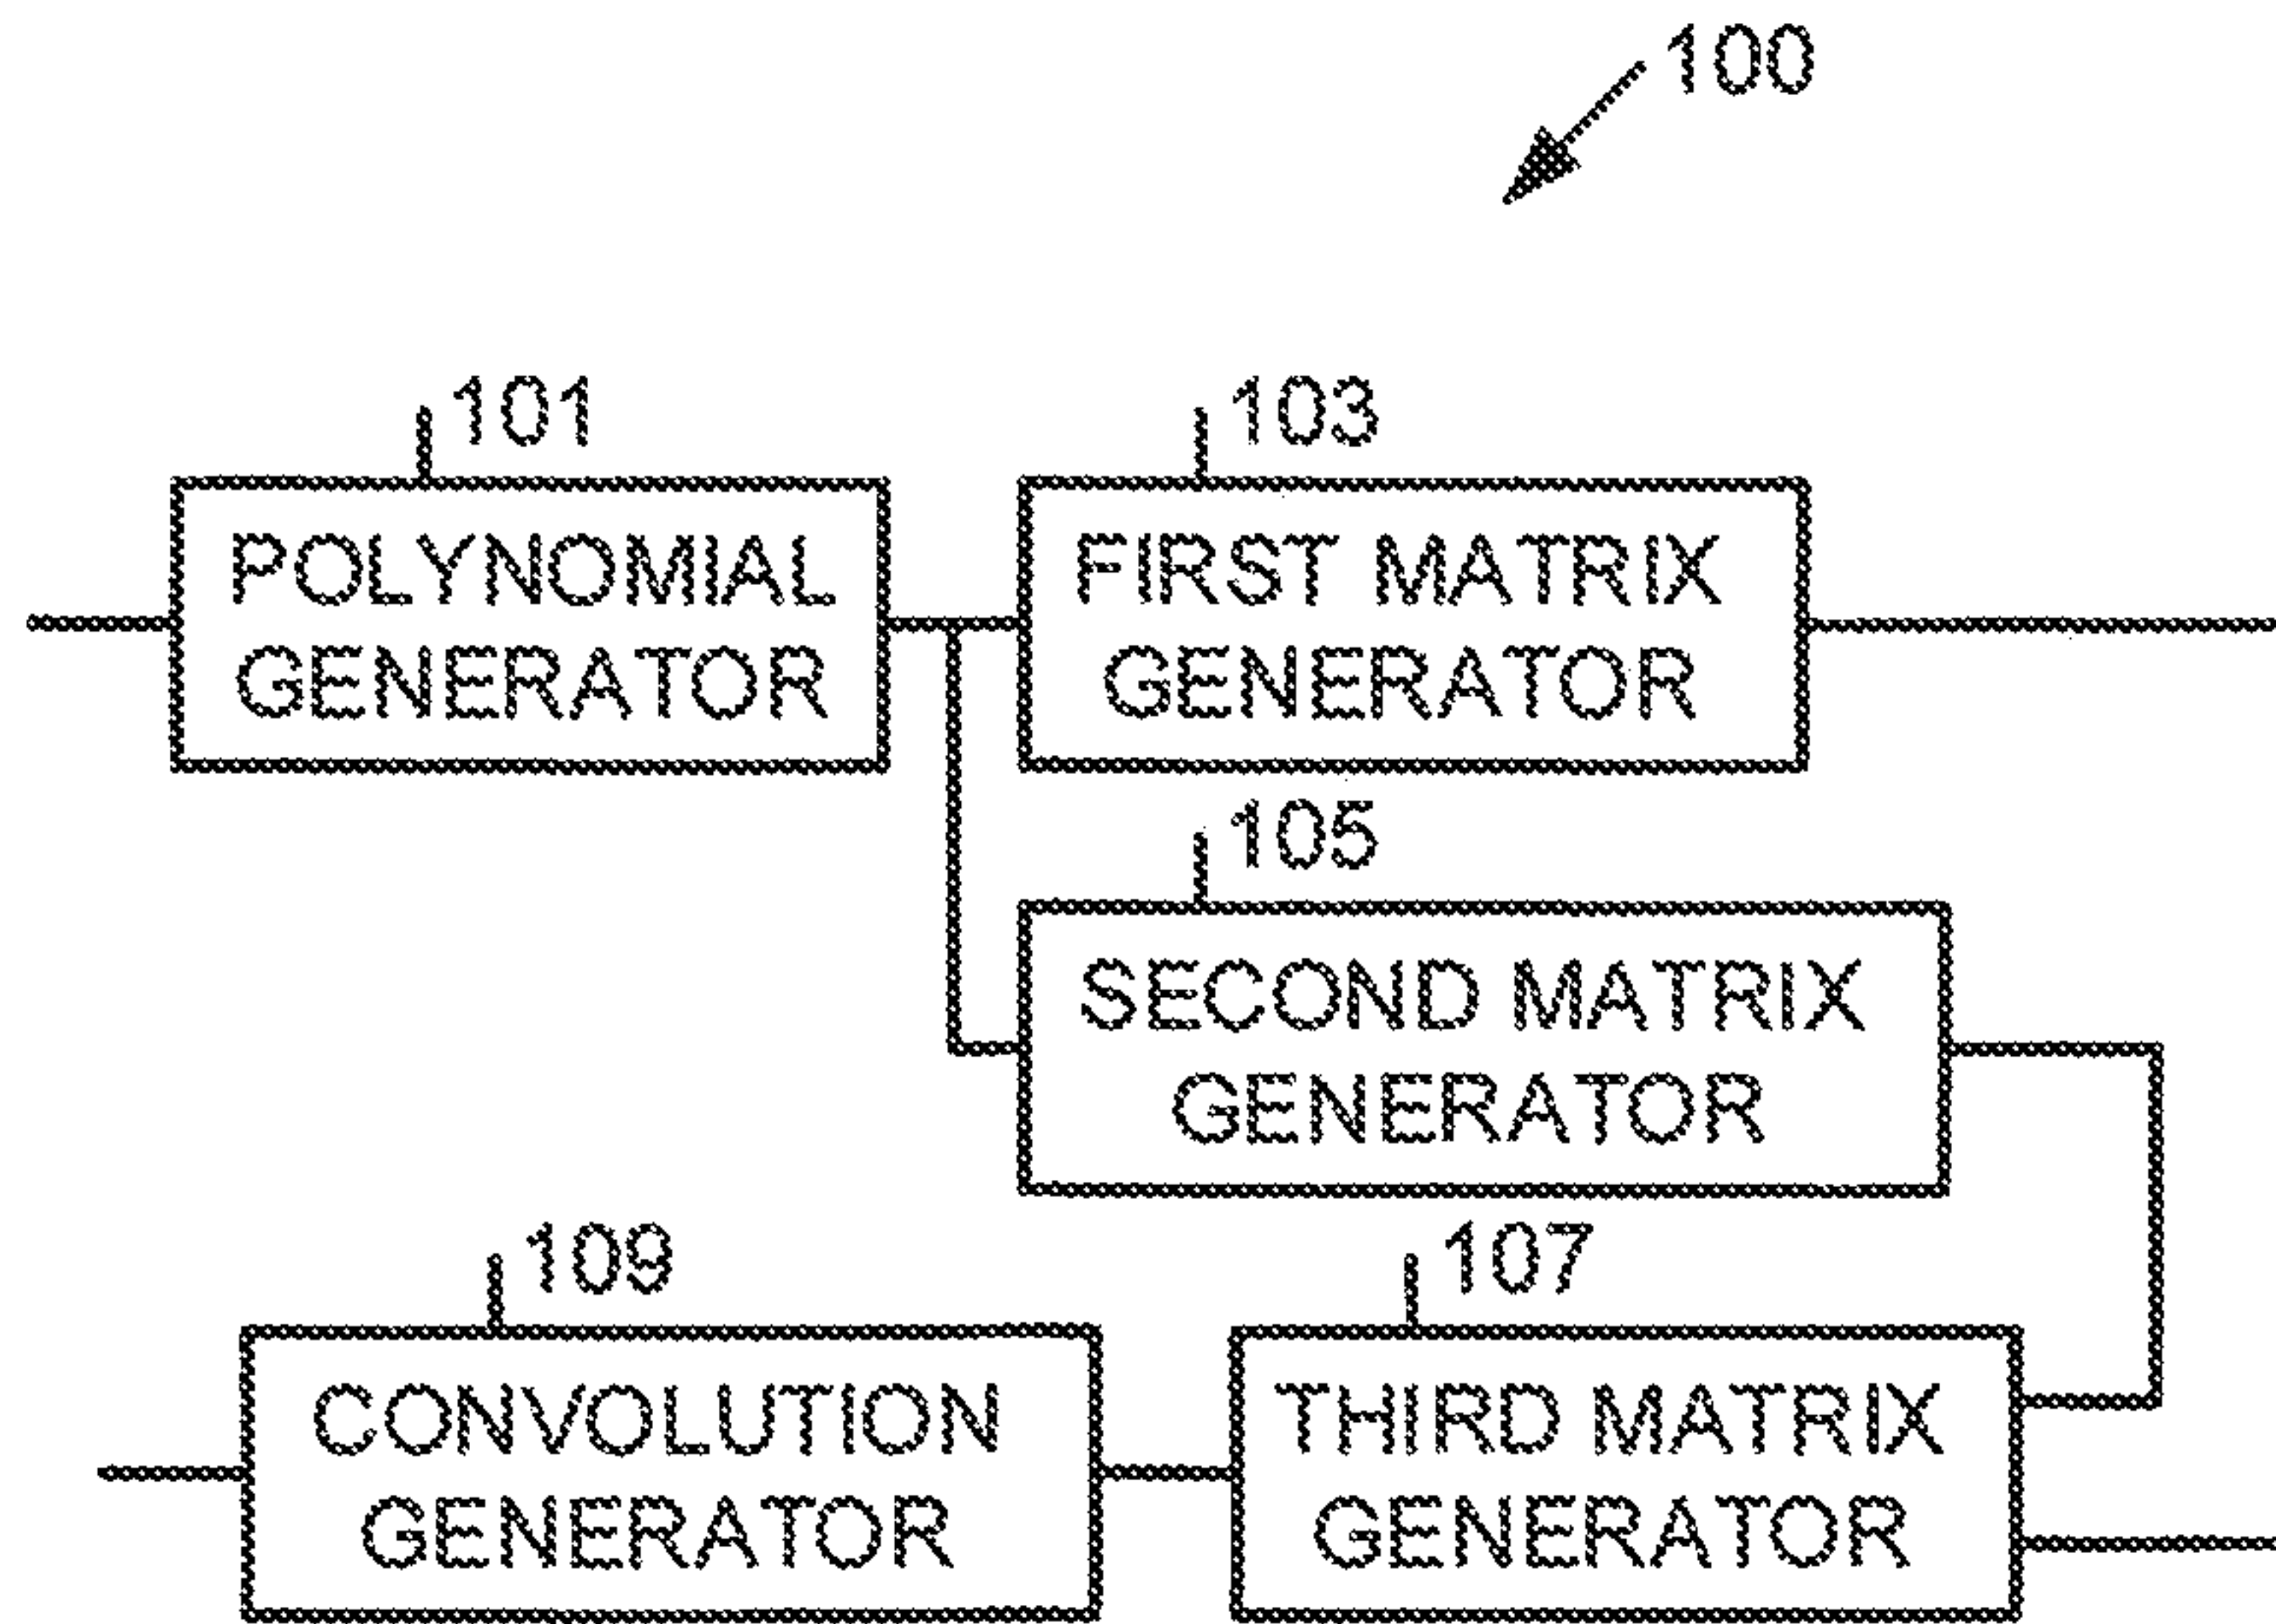 100
101
103
POLYNOMIAL
GENERATOR
FIRST MATRIX
GENERATOR
105
SECOND MATRIX
GENERATOR
109
107
CONVOLUTION
GENERATOR
THIRD MATRIX
GENERATOR